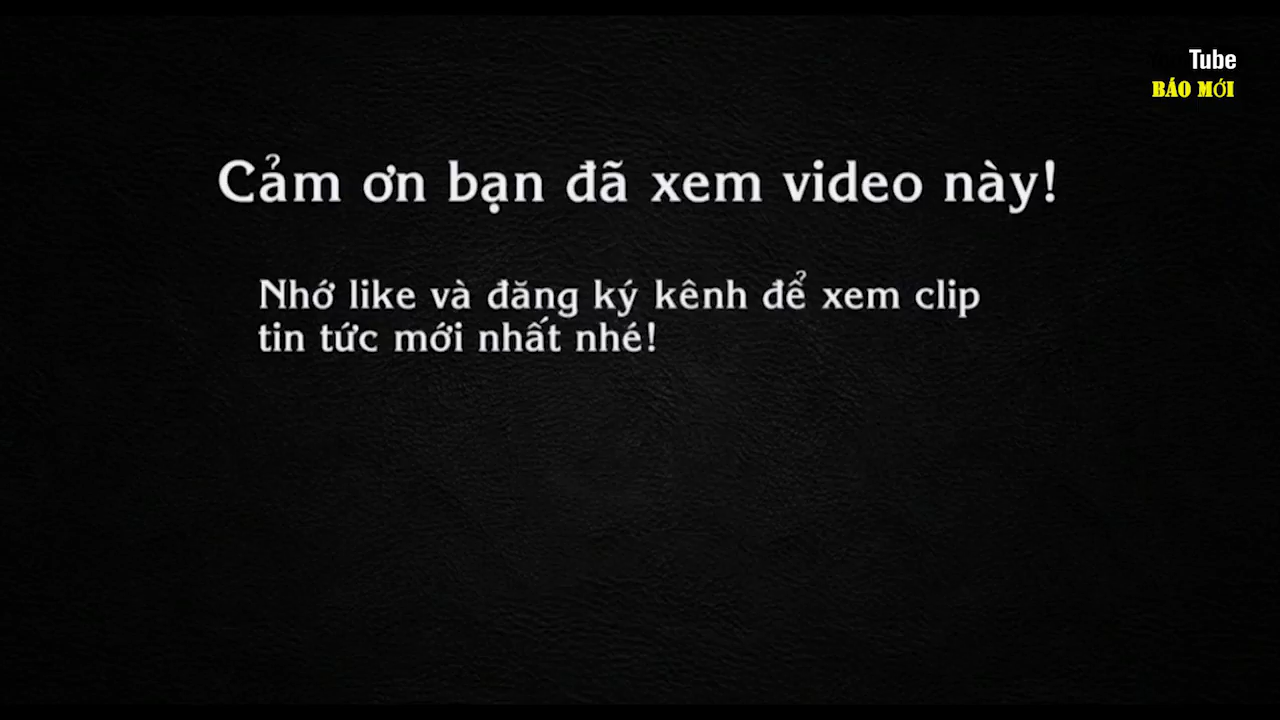 Tube
BÁO MỚI
Cảm ơn bạn đã xem video này!
Nhớ like và đăng ký kênh để xem clip
tin tức mới nhất nhé!